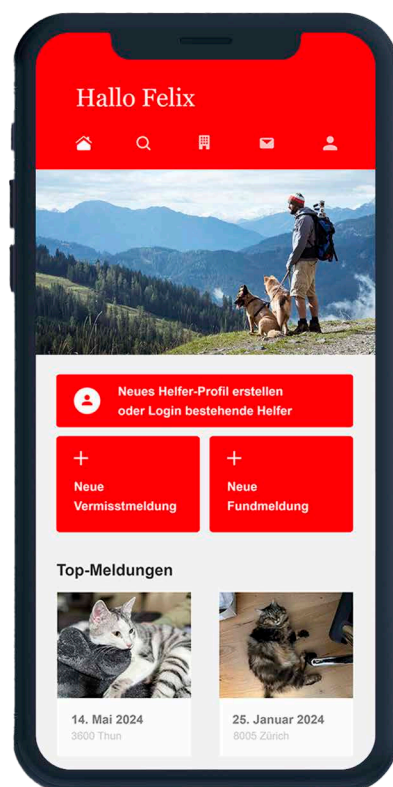 Hallo Felix
Neues Helfer-Profil erstellen
oder Login bestehende Helfer
Neue
Vermisstmeldung
Neue
Fundmeldung
Top-Meldungen
14. Mai 2024
3600 Thun
25. Januar 2024
8005 Zürich